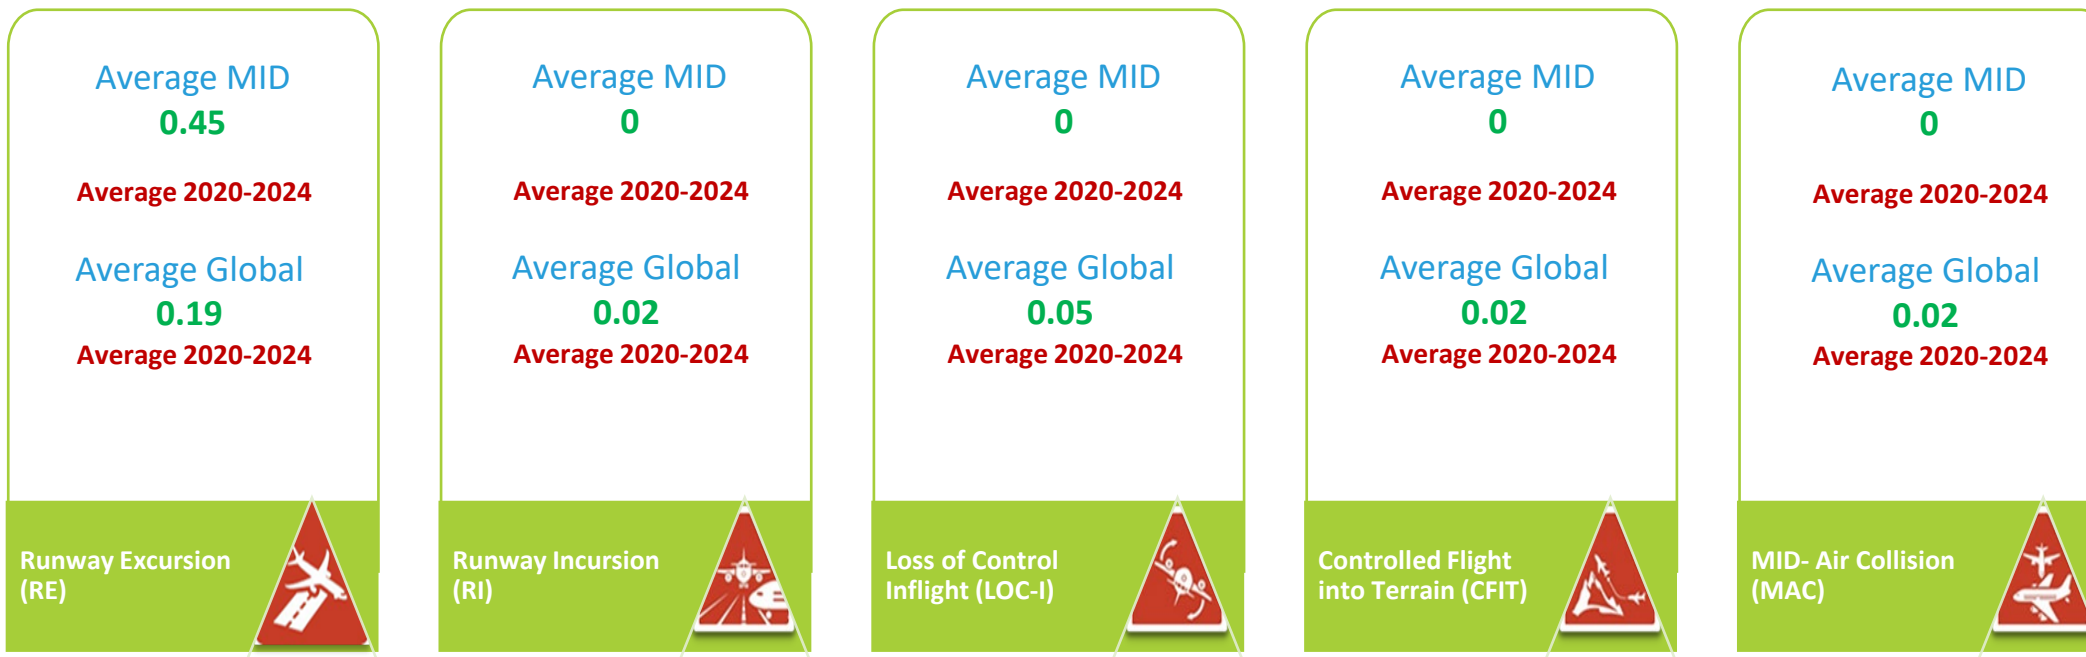 Average MID
0.45
Average 2020-2024
Average Global
0.19
Average 2020-2024
Runway Excursion
(RE)
Average MID
0
Average 2020-2024
Average Global
0.02
Average 2020-2024
Runway Incursion
(RI)
Average MID
0
Average 2020-2024
Average Global
0.05
Average 2020-2024
Loss of Control
Inflight (LOC-I)
Average MID
0
Average 2020-2024
Average Global
0.02
Average 2020-2024
Controlled Flight
into Terrain (CFIT)
Average MID
0
Average 2020-2024
Average Global
0.02
Average 2020-2024
MID- Air Collision
(MAC)